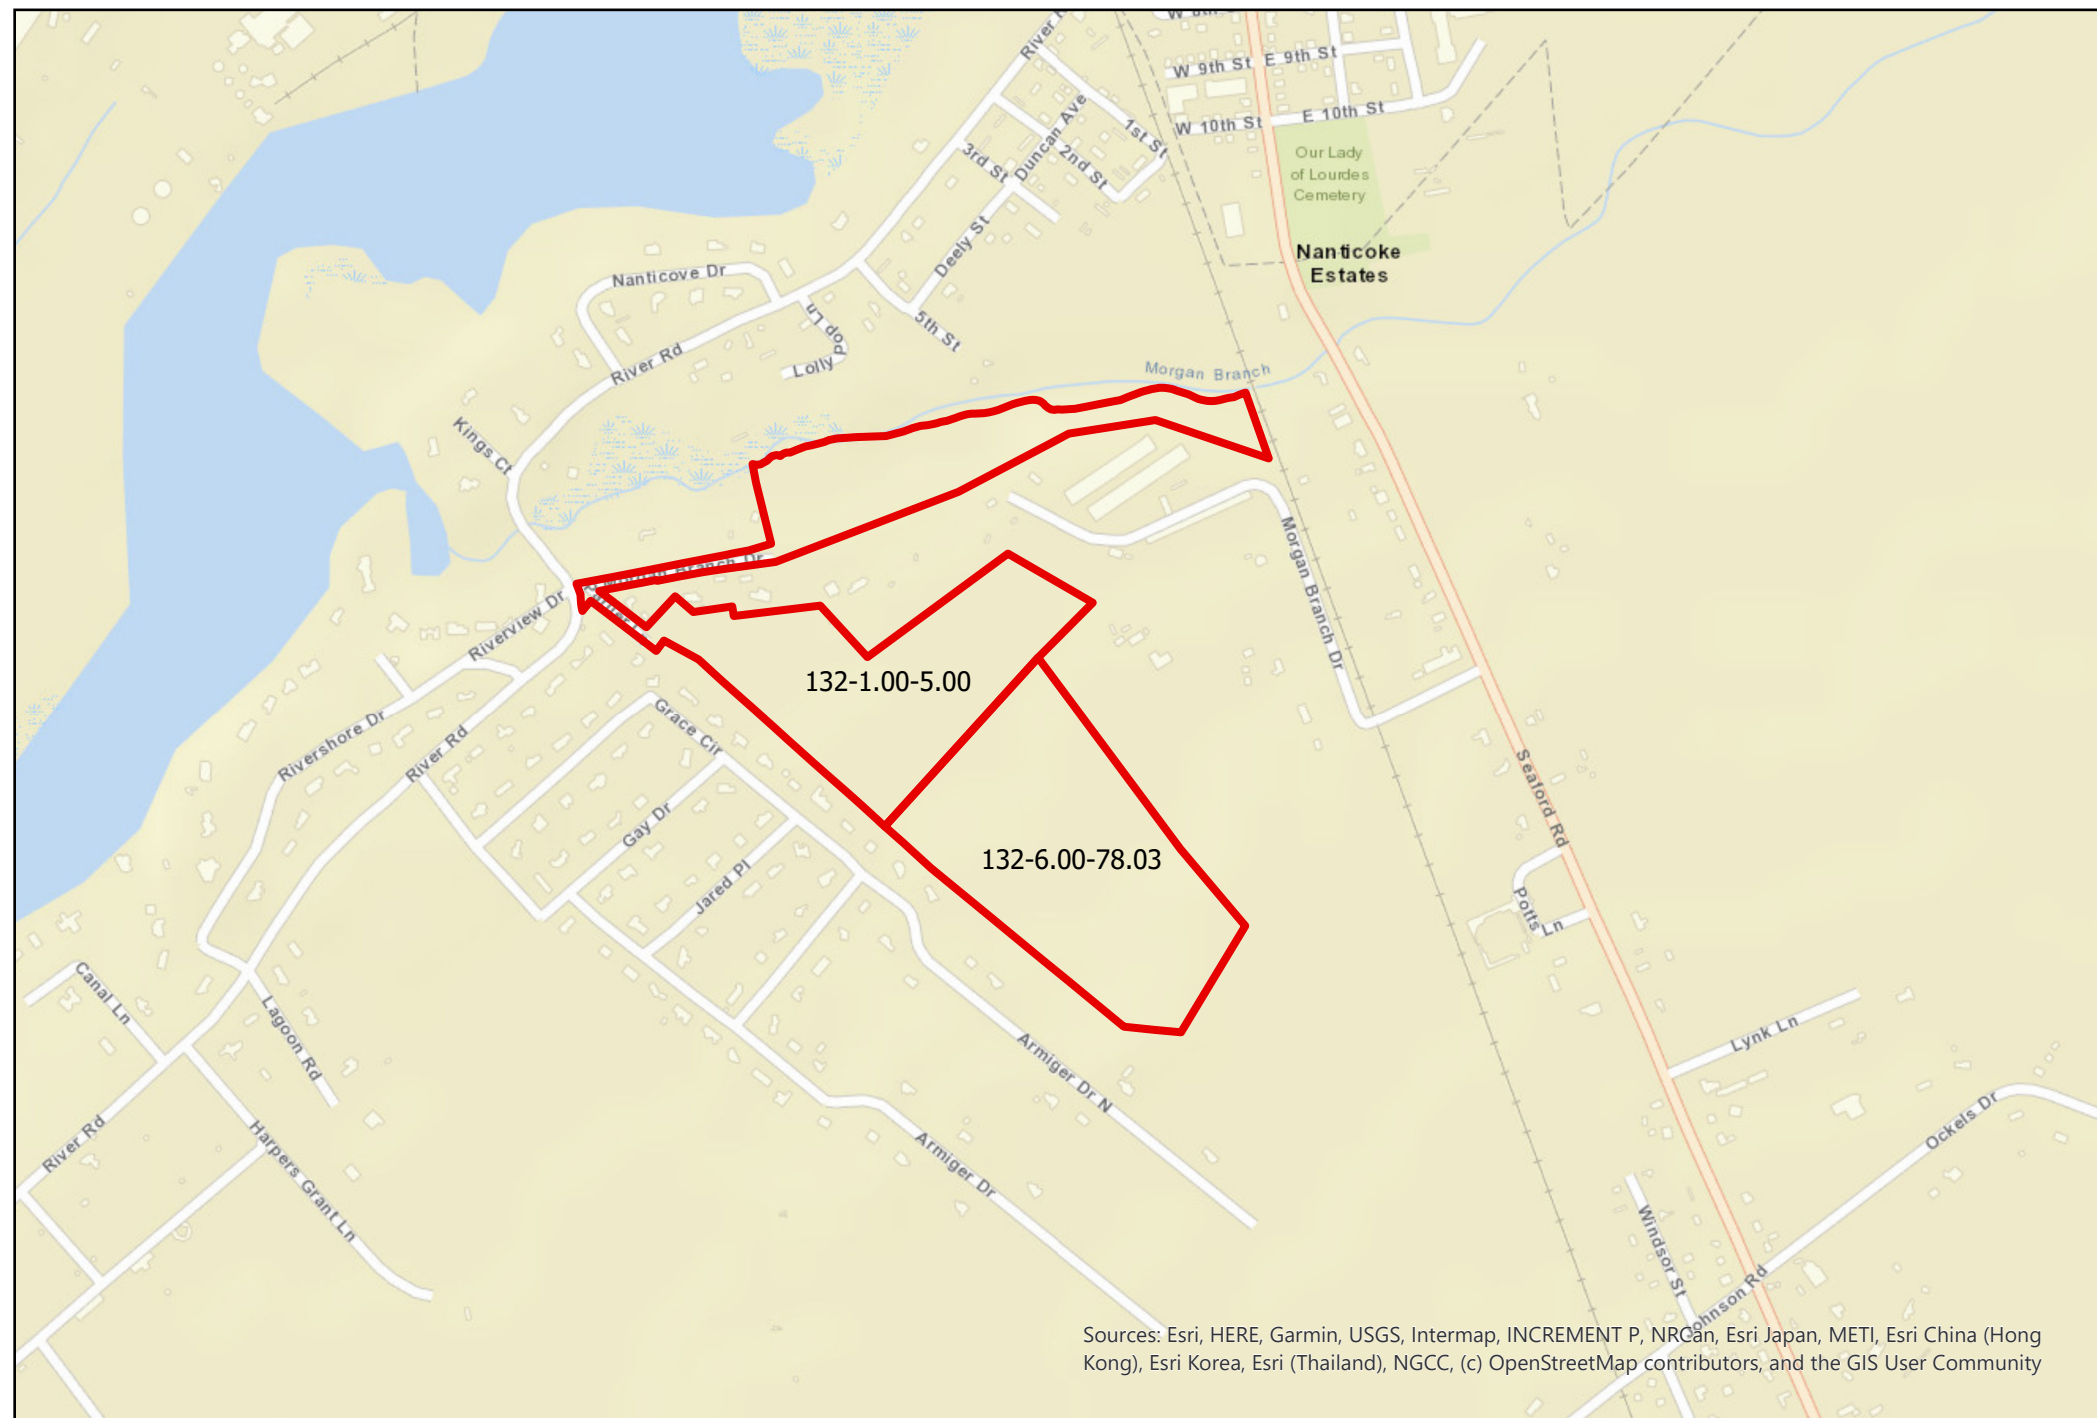 W 9th St
E 9th St
W 10th St
E 10th St
1st St
Duncan Ave
2nd St
3rd St
Our Lady
of Lourdes
Cemetery
Deely St
Nanticoke
Estates
Nanticove Dr
5th St
Lolly Pop Ln
River Rd
Morgan Branch
Kings Ct
Morgan Branch Dr
Riverview Dr
Morgan Branch Dr
132-1.00-5.00
Grace Cir
Rivershore Dr
River Rd
Seaford Rd
Gay Dr
132-6.00-78.03
Jared Pl
Potts Ln
Canal Ln
Lagoon Rd
Lynk Ln
Armiger Dr N
Ockels Dr
River Rd
Harpers Grant Ln
Armiger Dr
Windsor St
Johnson Rd
Sources: Esri, HERE, Garmin, USGS, Intermap, INCREMENT P, NRCan, Esri Japan, METI, Esri China (Hong
Kong), Esri Korea, Esri (Thailand), NGCC, (c) OpenStreetMap contributors, and the GIS User Community